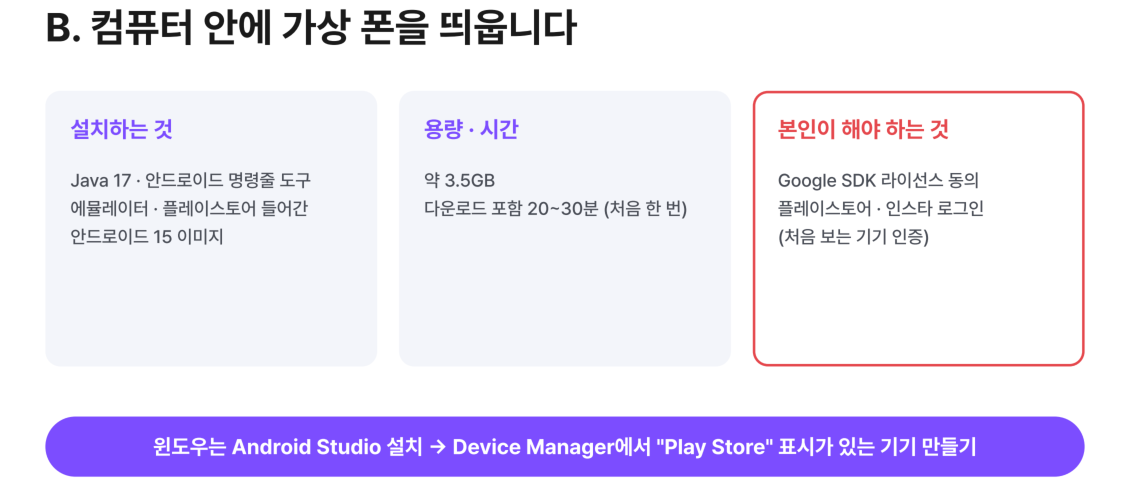 B. 컴퓨터 안에 가상 폰을 띄웁니다
설치하는 것
Java 17 · 안드로이드 명령줄 도구
에뮬레이터 · 플레이스토어 들어간
안드로이드 15 이미지
용량 · 시간
약 3.5GB
다운로드 포함 20~30분 (처음 한 번)
본인이 해야 하는 것
Google SDK 라이선스 동의
플레이스토어 · 인스타 로그인
(처음 보는 기기 인증)
윈도우는 Android Studio 설치 → Device Manager에서 "Play Store" 표시가 있는 기기 만들기